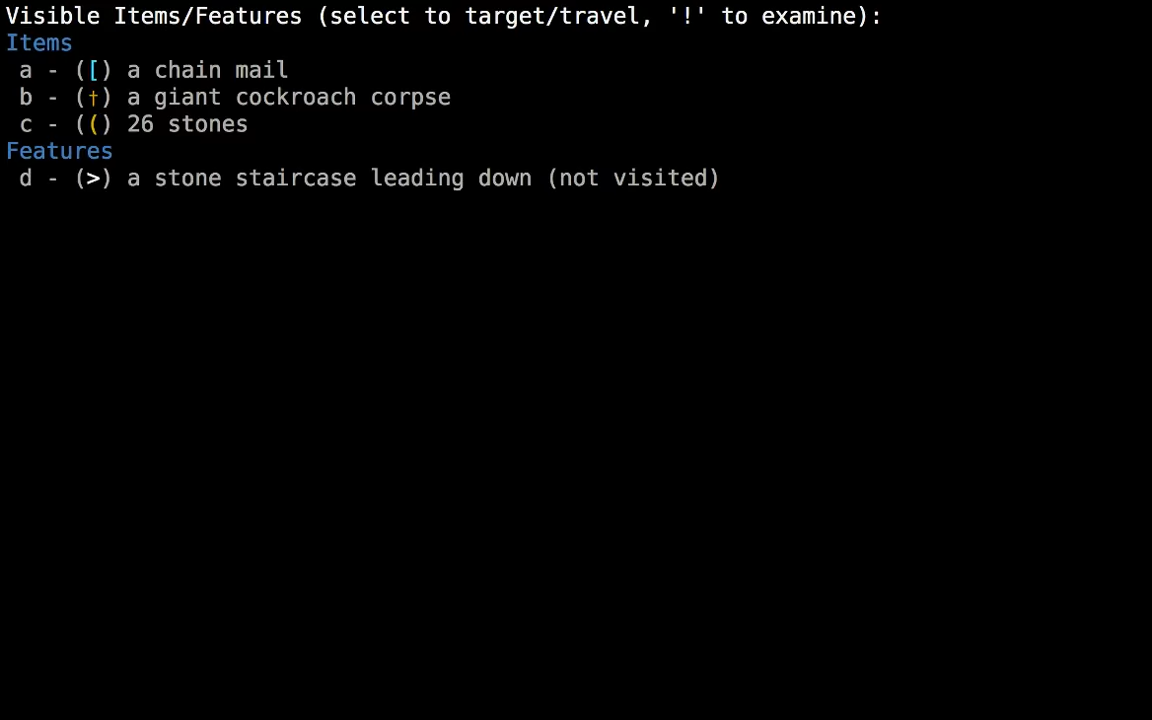 Visible Items/Features (select to target/travel, '!' to examine):
Items
a - ([) a chain mail
b - (†) a giant cockroach corpse
c - (() 26 stones
Features
d - (>) a stone staircase leading down (not visited)